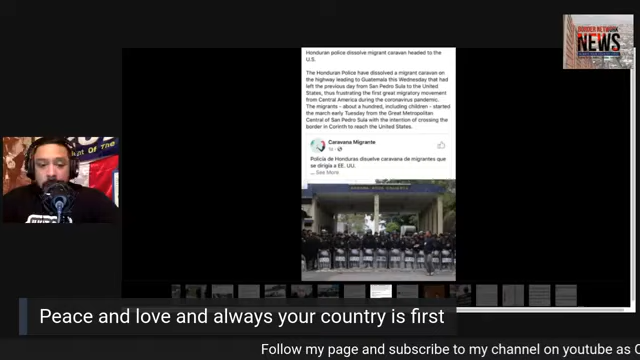 BORDER NETWORK
NEWS
Honduran police dissolve migrant caravan headed to the
U.S.
The Honduran Police have dissolved a migrant caravan on
the highway leading to Guatemala this Wednesday that had
left the previous day from San Pedro Sula to the United
States, thus frustrating the first great migratory movement
from Central America during the coronavirus pandemic.
The migrants - about a hundred, including children - started
the march early Tuesday from the Great Metropolitan
Central of San Pedro Sula with the intention of crossing the
border in Corinth to reach the United States.
Caravana Migrante
Policía de Honduras disuelve caravana de migrantes que
se dirigía a EE. UU.
... See More
Peace and love and always your country is first
Follow my page and subscribe to my channel on youtube as C